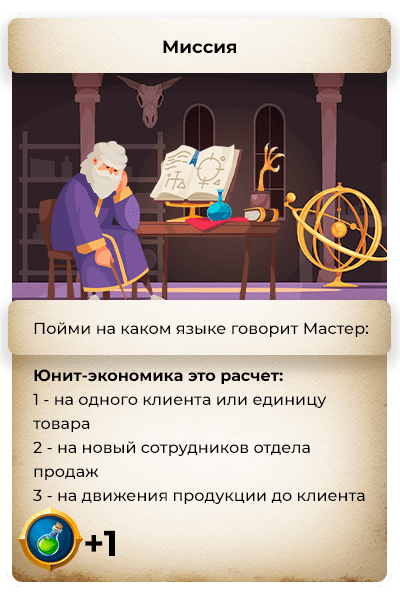 Миссия
Пойми на каком языке говорит Мастер:
Юнит-экономика это расчет:
1 - на одного клиента или единицу
товара
2 - на новый сотрудников отдела
продаж
3 - на движения продукции до клиента
+1